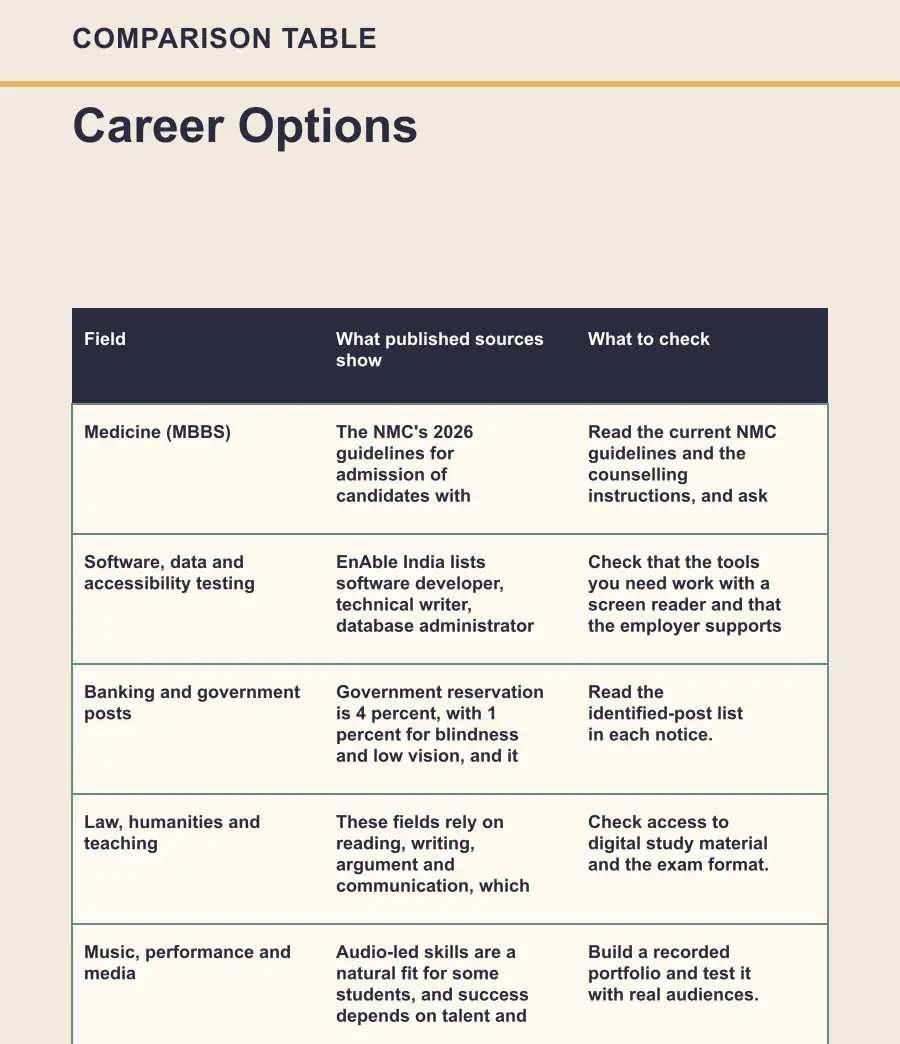 COMPARISON TABLE
Career Options
Field
What published sources
show
What to check
Medicine (MBBS)
The NMC's 2026
guidelines for
admission of
candidates with
Read the current NMC
guidelines and the
counselling
instructions, and ask
Software, data and
accessibility testing
EnAble India lists
software developer,
technical writer,
database administrator
Check that the tools
you need work with a
screen reader and that
the employer supports
Banking and government
posts
Government reservation
is 4 percent, with 1
percent for blindness
and low vision, and it
Read the
identified-post list
in each notice.
Law, humanities and
teaching
These fields rely on
reading, writing,
argument and
communication, which
Check access to
digital study material
and the exam format.
Music, performance and
media
Audio-led skills are a
natural fit for some
students, and success
depends on talent and
Build a recorded
portfolio and test it
with real audiences.